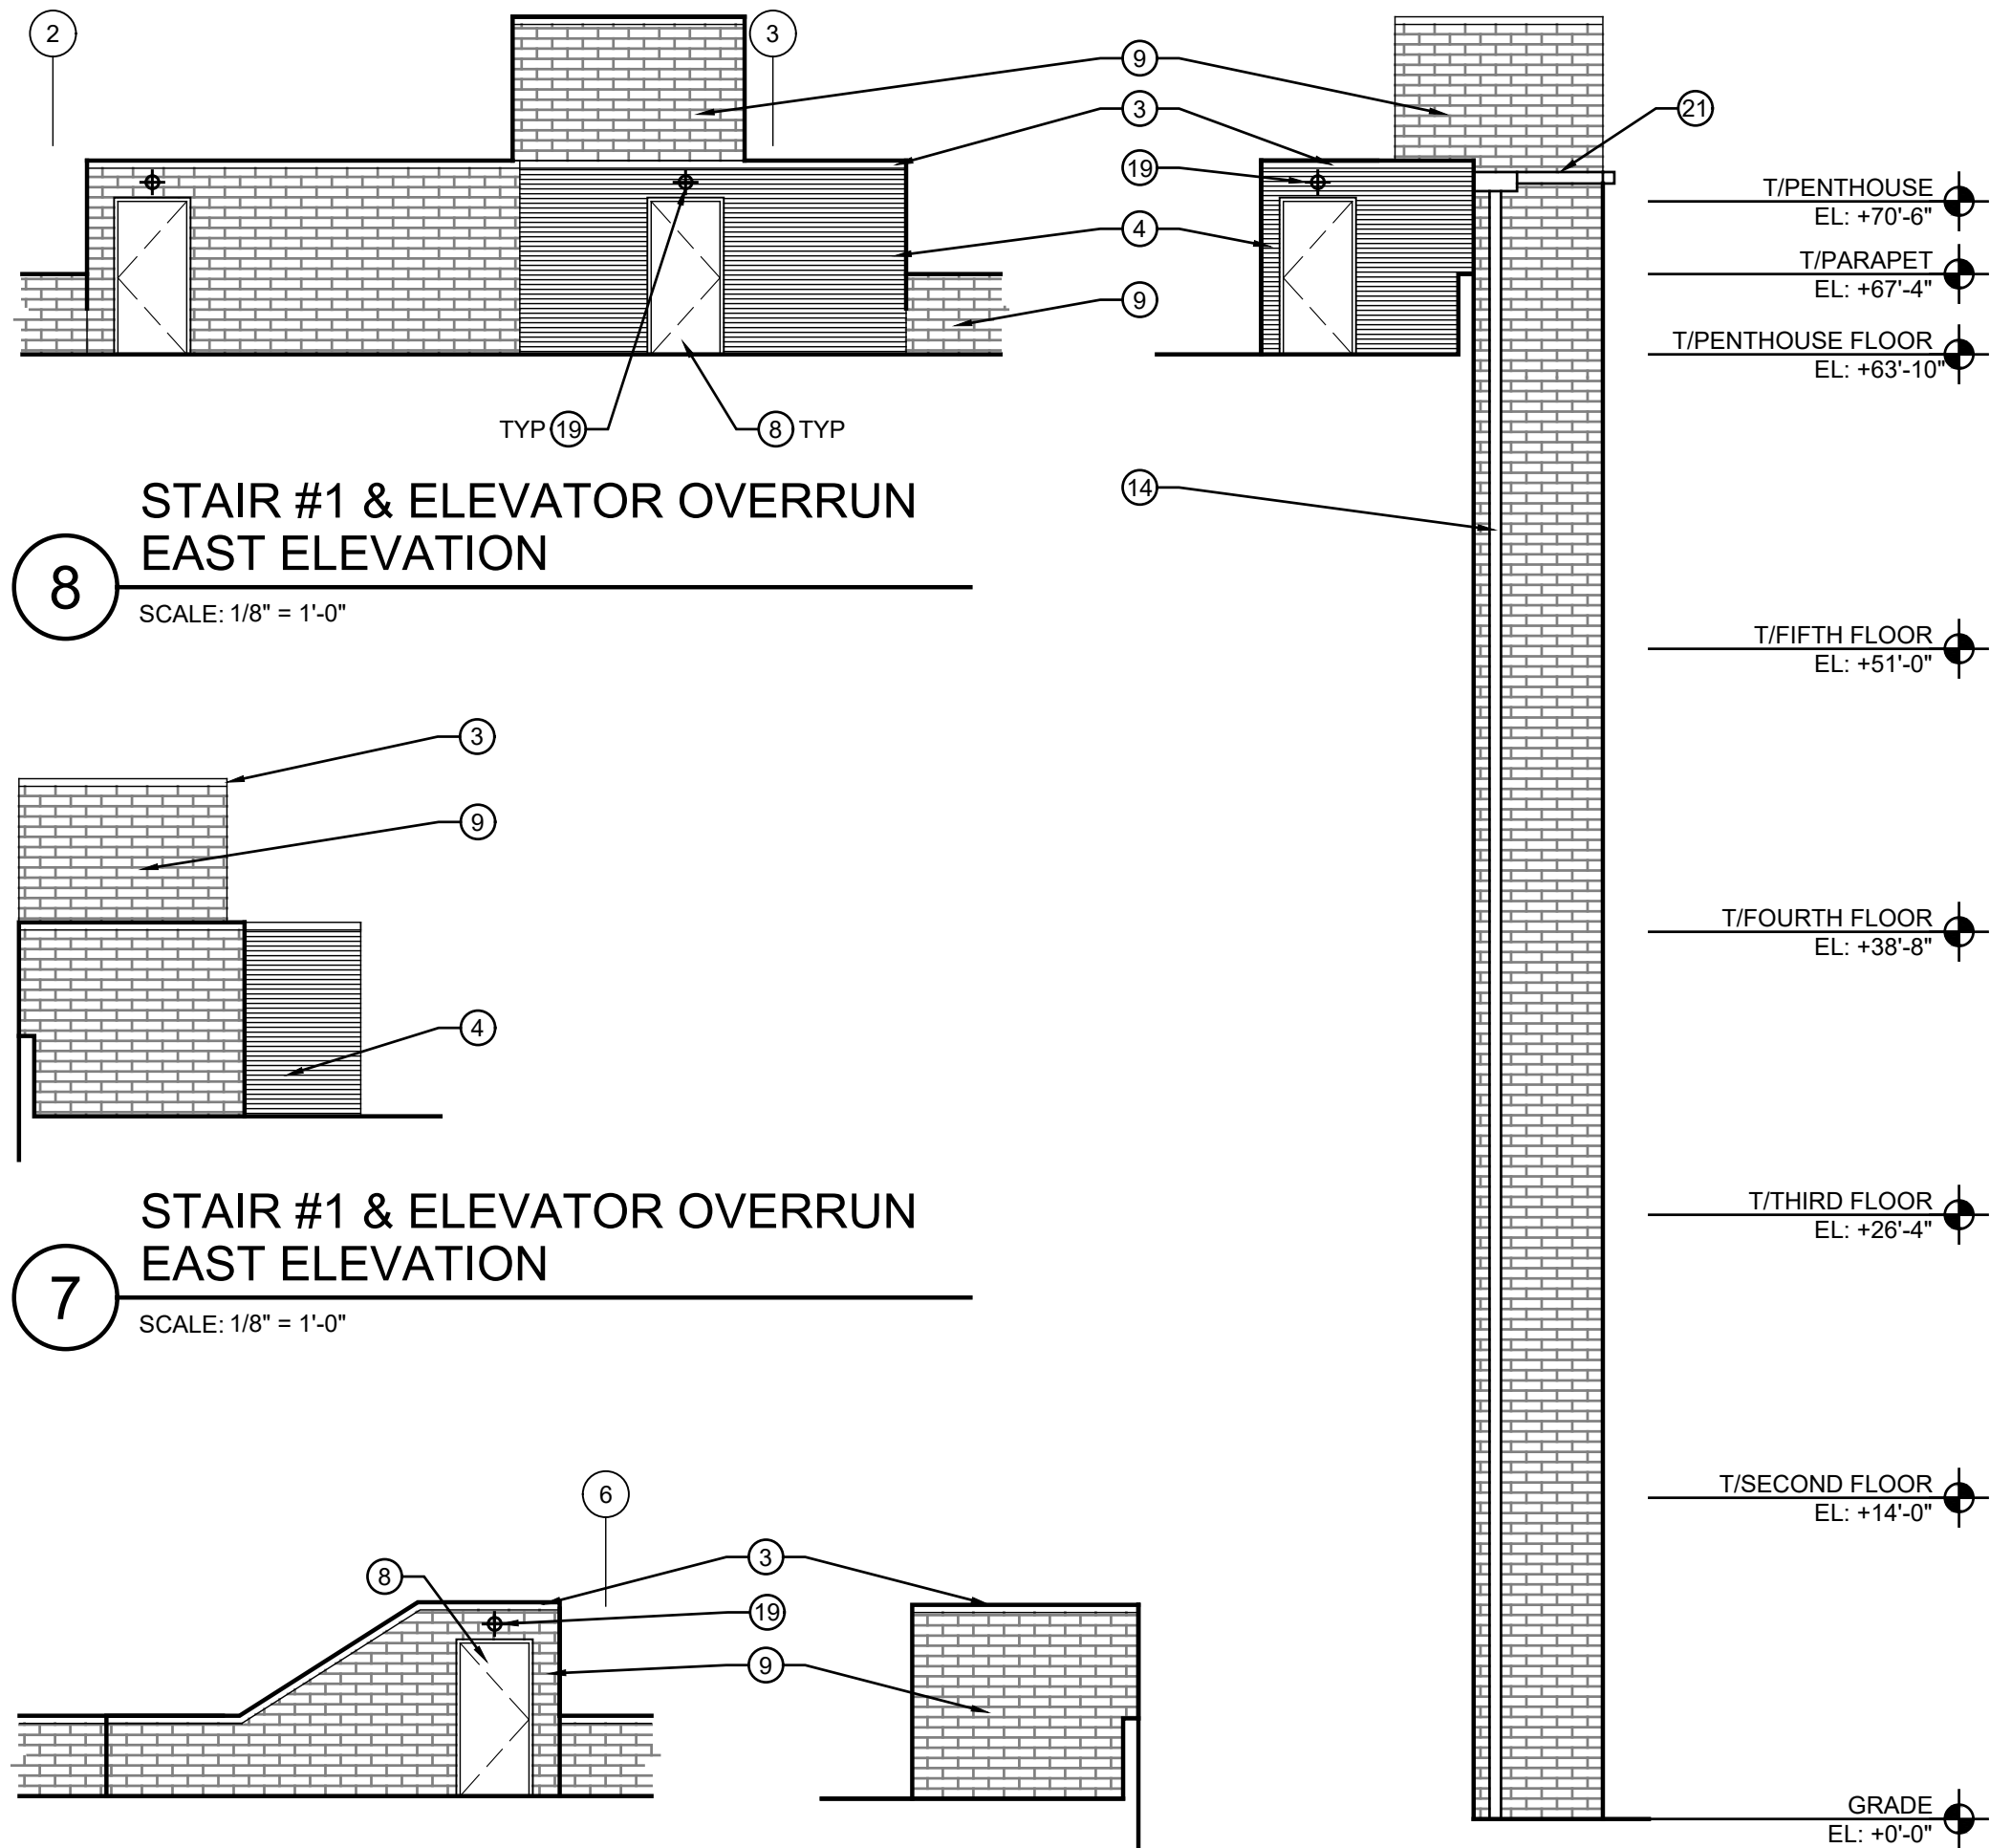 2
3
9
3
21
19
4
9
T/PENTHOUSE
EL: +70'-6"
T/PARAPET
EL: +67'-4"
T/PENTHOUSE FLOOR
EL: +63'-10"
TYP 19
8 TYP
14
STAIR #1 & ELEVATOR OVERRUN
EAST ELEVATION
8
SCALE: 1/8" = 1'-0"
T/FIFTH FLOOR
EL: +51'-0"
3
9
4
T/FOURTH FLOOR
EL: +38'-8"
STAIR #1 & ELEVATOR OVERRUN
EAST ELEVATION
7
SCALE: 1/8" = 1'-0"
T/THIRD FLOOR
EL: +26'-4"
T/SECOND FLOOR
EL: +14'-0"
6
3
8
19
9
GRADE
EL: +0'-0"